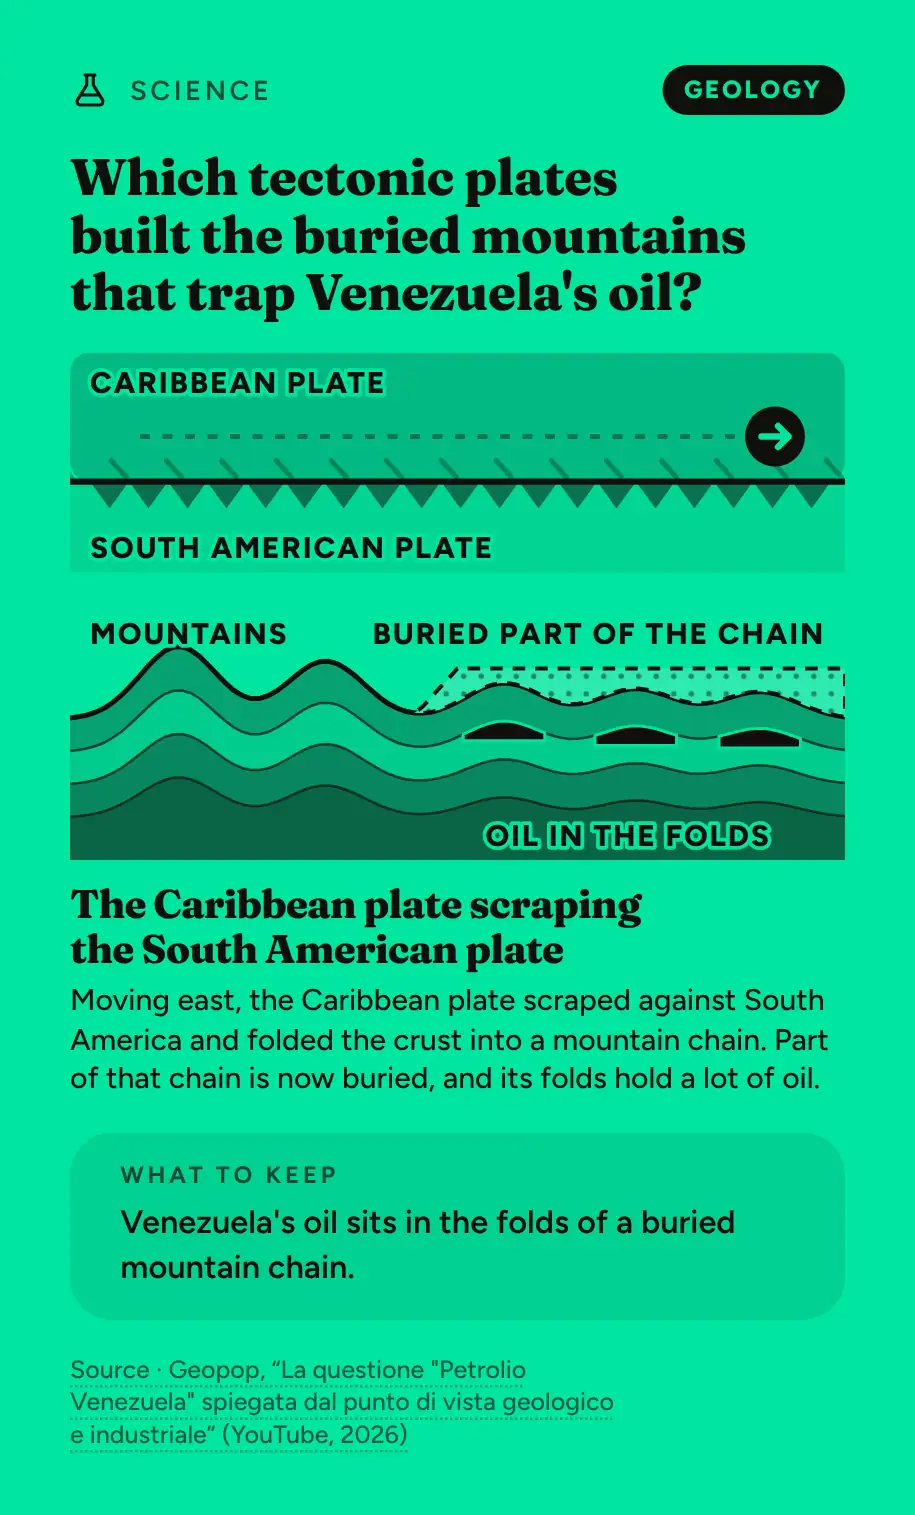 SCIENCE
GEOLOGY
Which tectonic plates
built the buried mountains
that trap Venezuela's oil?
CARIBBEAN PLATE
SOUTH AMERICAN PLATE
MOUNTAINS
BURIED PART OF THE CHAIN
OIL IN THE FOLDS
The Caribbean plate scraping
the South American plate
Moving east, the Caribbean plate scraped against South
America and folded the crust into a mountain chain. Part
of that chain is now buried, and its folds hold a lot of oil.
WHAT TO KEEP
Venezuela's oil sits in the folds of a buried
mountain chain.
Source · Geopop, “La questione "Petrolio
Venezuela" spiegata dal punto di vista geologico
e industriale” (YouTube, 2026)